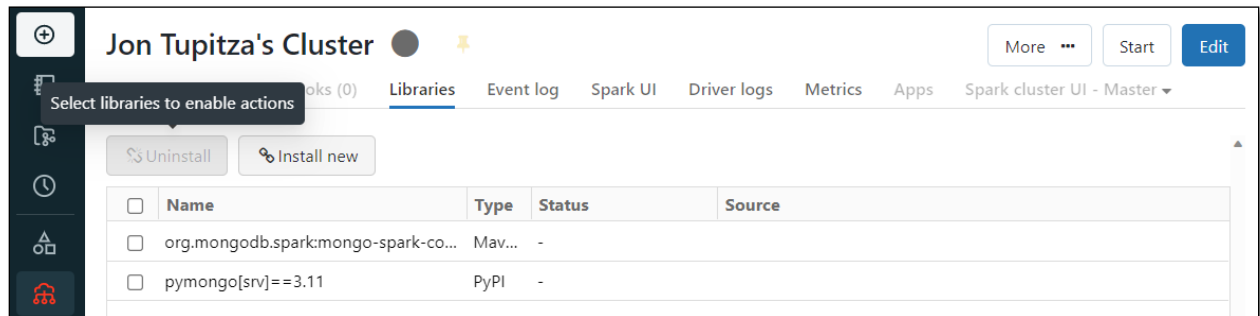 Jon Tupitza's Cluster
More ... Start Edit
Select libraries to enable actions
oks (0) Libraries Event log Spark UI Driver logs Metrics Apps Spark cluster UI - Master
Uninstall Install new
Name Type Status Source
org.mongodb.spark:mongo-spark-co... Mav... -
pymongo[srv]==3.11 PyPI -